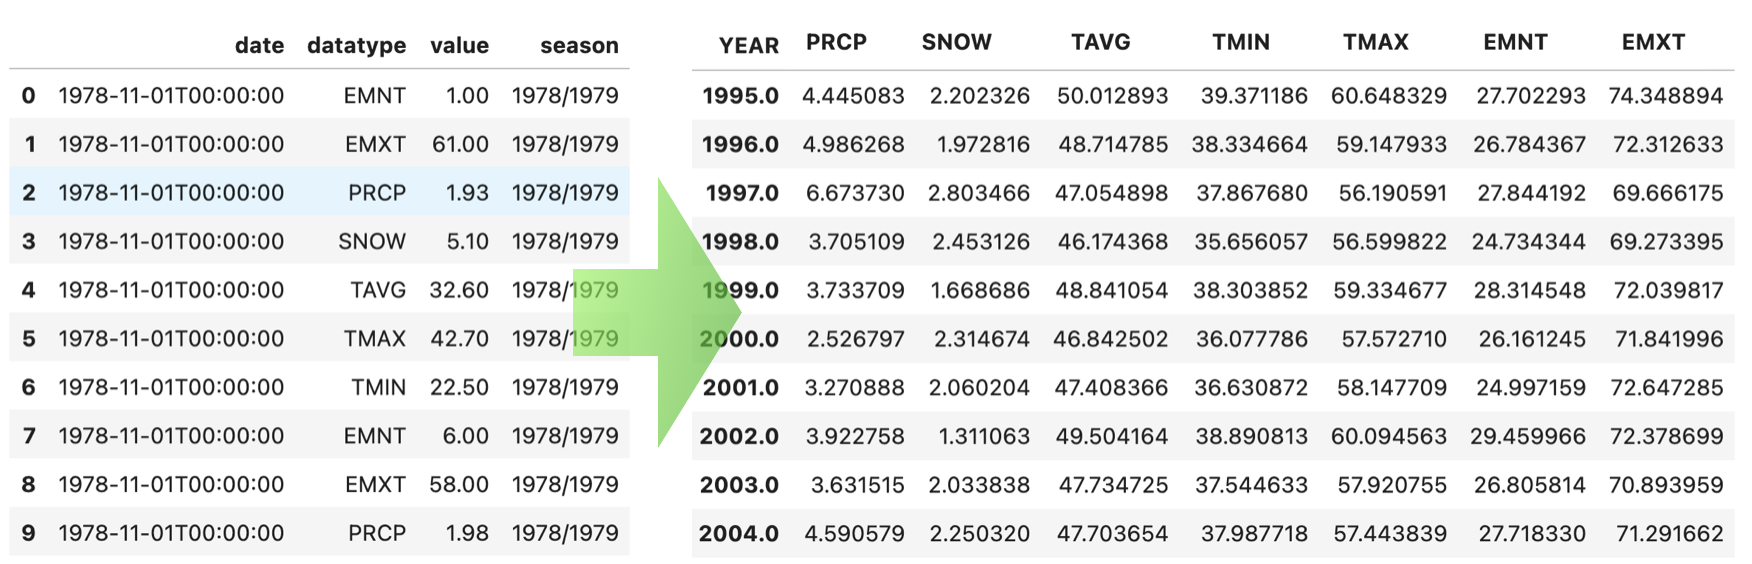 date datatype value season
0 1978-11-01T00:00:00 EMNT 1.00 1978/1979
1 1978-11-01T00:00:00 EMXT 61.00 1978/1979
2 1978-11-01T00:00:00 PRCP 1.93 1978/1979
3 1978-11-01T00:00:00 SNOW 5.10 1978/1979
4 1978-11-01T00:00:00 TAVG 32.60 1978/1979
5 1978-11-01T00:00:00 TMAX 42.70 1978/1979
6 1978-11-01T00:00:00 TMIN 22.50 1978/1979
7 1978-11-01T00:00:00 EMNT 6.00 1978/1979
8 1978-11-01T00:00:00 EMXT 58.00 1978/1979
9 1978-11-01T00:00:00 PRCP 1.98 1978/1979
YEAR PRCP SNOW TAVG TMIN TMAX EMNT EMXT
1995.0 4.445083 2.202326 50.012893 39.371186 60.648329 27.702293 74.348894
1996.0 4.986268 1.972816 48.714785 38.334664 59.147933 26.784367 72.312633
1997.0 6.673730 2.803466 47.054898 37.867680 56.190591 27.844192 69.666175
1998.0 3.705109 2.453126 46.174368 35.656057 56.599822 24.734344 69.273395
1999.0 3.733709 1.668686 48.841054 38.303852 59.334677 28.314548 72.039817
2000.0 2.526797 2.314674 46.842502 36.077786 57.572710 26.161245 71.841996
2001.0 3.270888 2.060204 47.408366 36.630872 58.147709 24.997159 72.647285
2002.0 3.922758 1.311063 49.504164 38.890813 60.094563 29.459966 72.378699
2003.0 3.631515 2.033838 47.734725 37.544633 57.920755 26.805814 70.893959
2004.0 4.590579 2.250320 47.703654 37.987718 57.443839 27.718330 71.291662